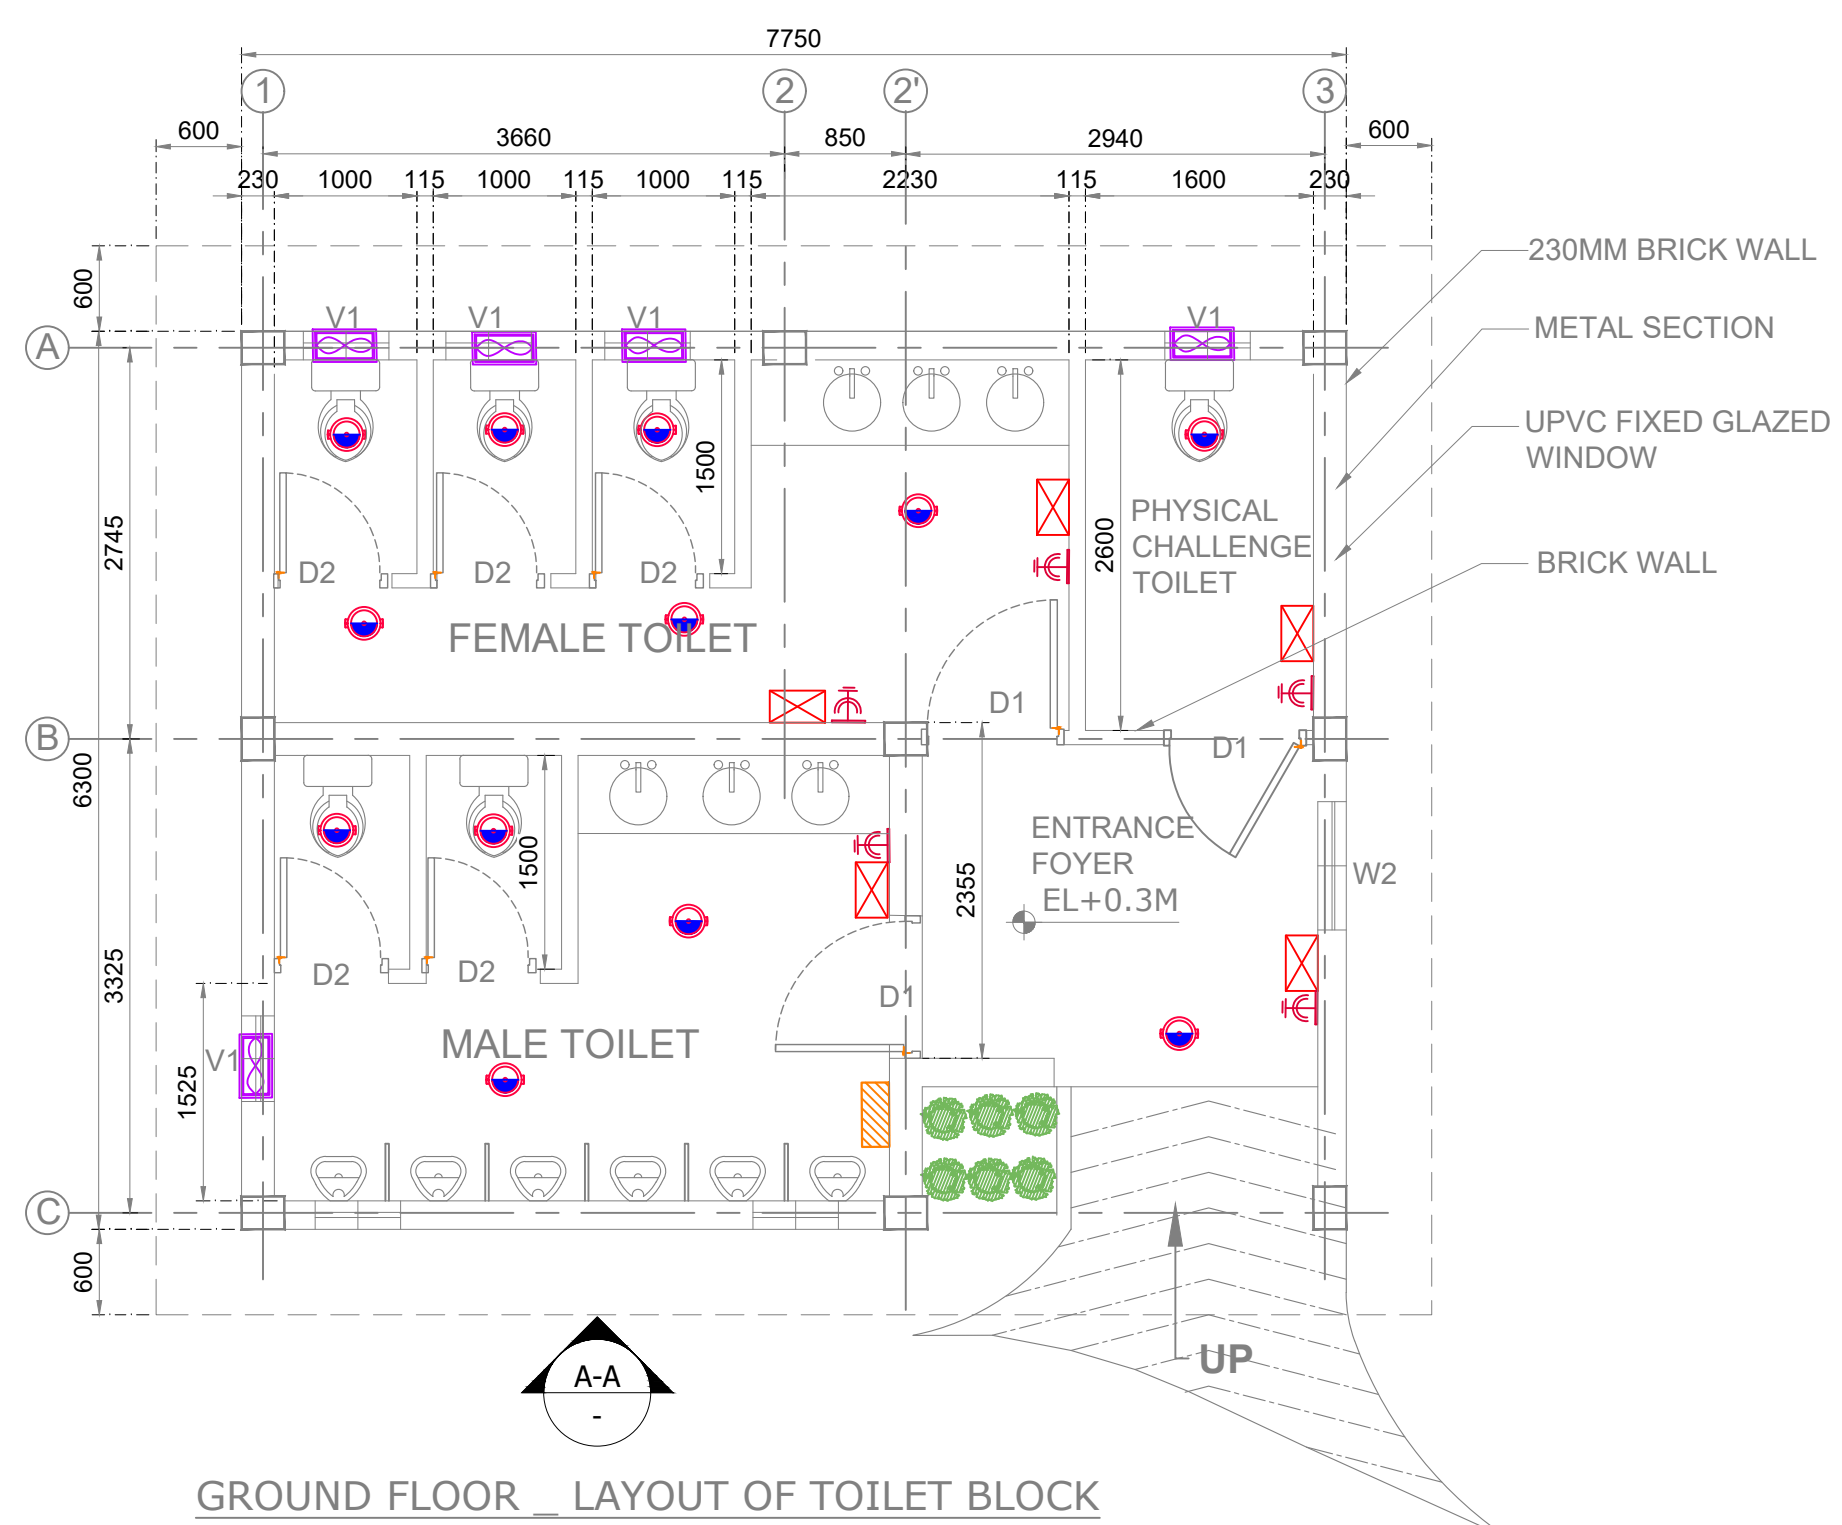 7750
1
2
2'
3
600
3660
850
2940
600
230
1000
115
1000
115
1000
115
2230
115
1600
230
230MM BRICK WALL
600
V1
V1
V1
V1
METAL SECTION
A
UPVC FIXED GLAZED
WINDOW
1500
PHYSICAL
CHALLENGE
TOILET
2745
2600
BRICK WALL
D2
D2
D2
FEMALE TOILET
D1
B
D1
6300
ENTRANCE
FOYER
EL+0.3M
1500
2355
W2
3325
D2
D2
D1
MALE TOILET
V1
1525
C
600
UP
A-A
-
GROUND FLOOR _ LAYOUT OF TOILET BLOCK